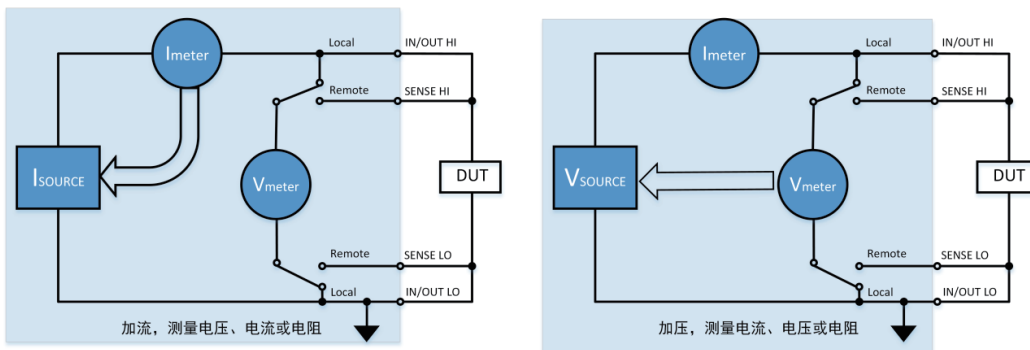 Imeter
Local
IN/OUT HI
Remote
SENSE HI
ISOURCE
Vmeter
DUT
Remote
SENSE LO
Local
IN/OUT LO
加流，测量电压、电流或电阻
Imeter
Local
IN/OUT HI
Remote
SENSE HI
VSOURCE
Vmeter
DUT
Remote
SENSE LO
Local
IN/OUT LO
加压，测量电流、电压或电阻